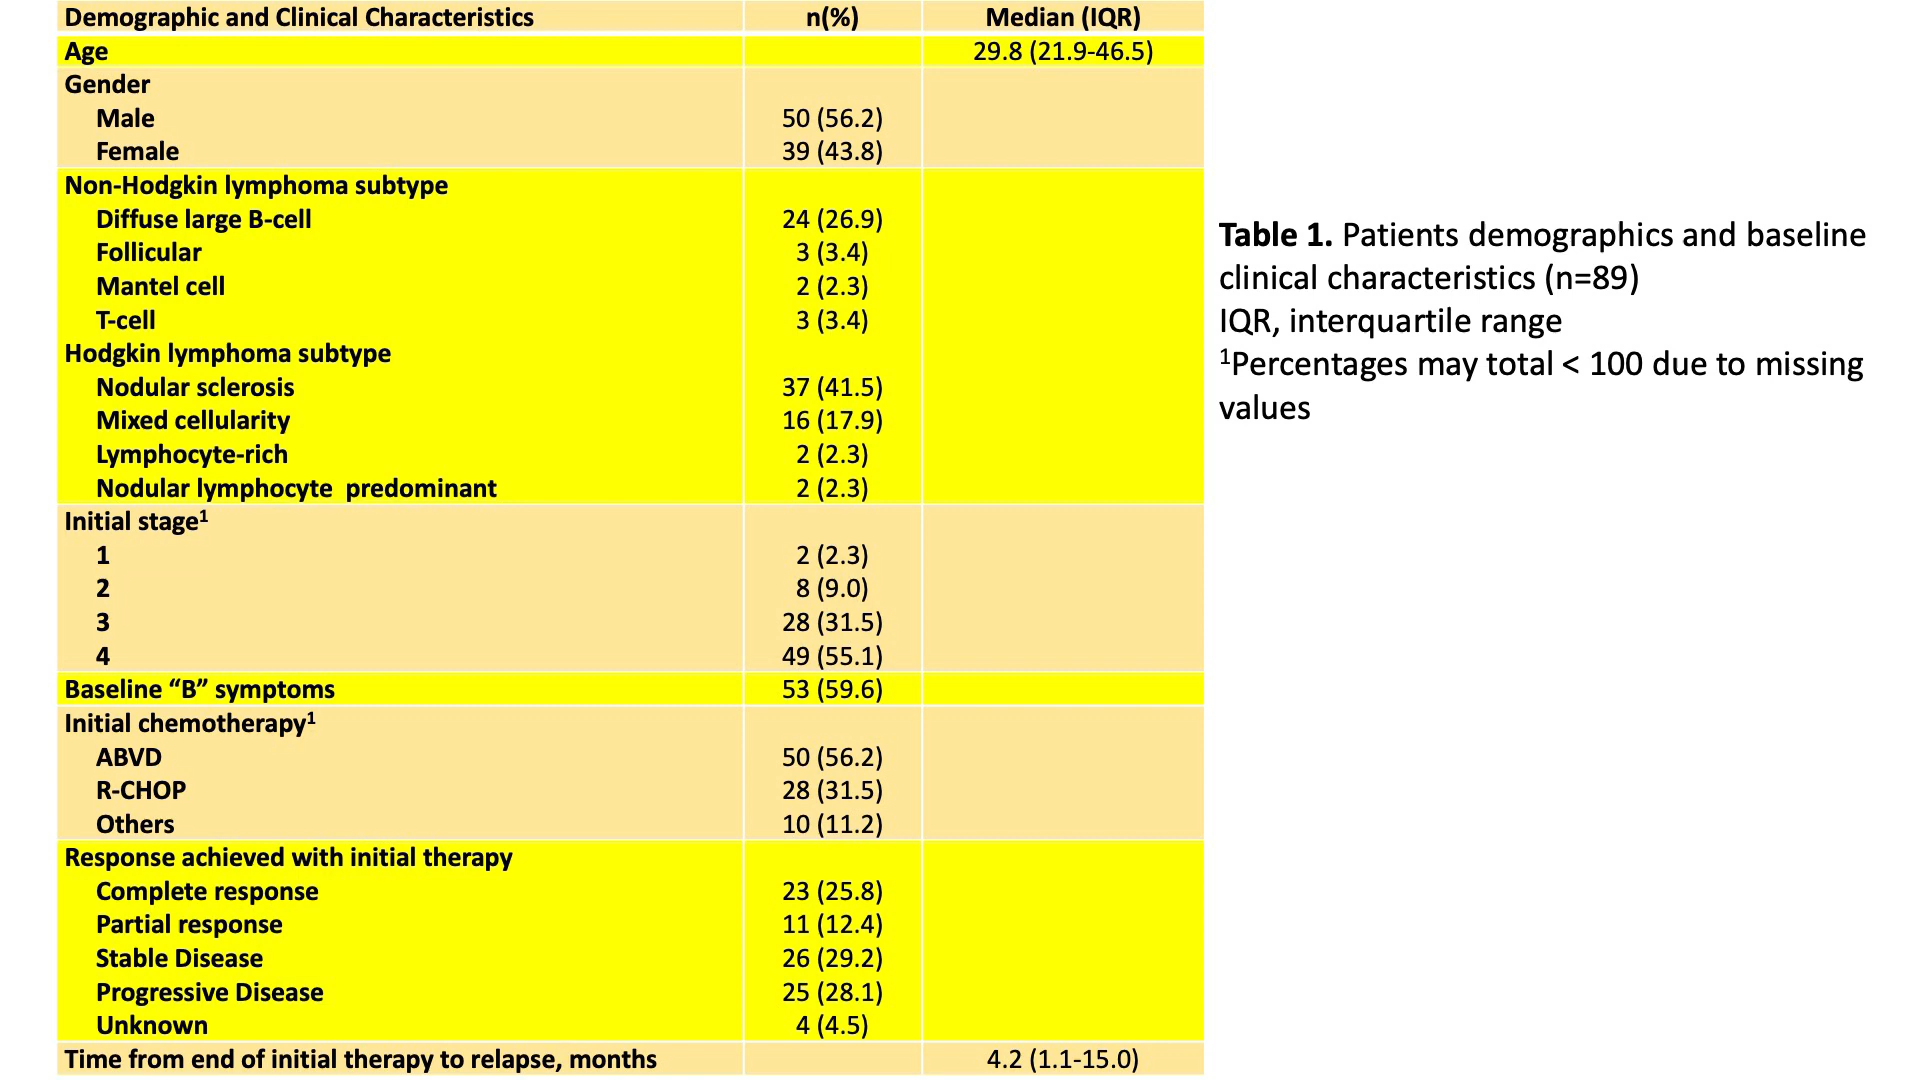 Demographic and Clinical Characteristics n(%) Median (IQR)
Age 29.8 (21.9-46.5)
Gender
Male 50 (56.2)
Female 39 (43.8)
Non-Hodgkin lymphoma subtype
Diffuse large B-cell 24 (26.9)
Follicular 3 (3.4)
Mantel cell 2 (2.3)
T-cell 3 (3.4)
Hodgkin lymphoma subtype
Nodular sclerosis 37 (41.5)
Mixed cellularity 16 (17.9)
Lymphocyte-rich 2 (2.3)
Nodular lymphocyte predominant 2 (2.3)
Initial stage¹
1 2 (2.3)
2 8 (9.0)
3 28 (31.5)
4 49 (55.1)
Baseline “B” symptoms 53 (59.6)
Initial chemotherapy¹
ABVD 50 (56.2)
R-CHOP 28 (31.5)
Others 10 (11.2)
Response achieved with initial therapy
Complete response 23 (25.8)
Partial response 11 (12.4)
Stable Disease 26 (29.2)
Progressive Disease 25 (28.1)
Unknown 4 (4.5)
Time from end of initial therapy to relapse, months 4.2 (1.1-15.0)
Table 1. Patients demographics and baseline
clinical characteristics (n=89)
IQR, interquartile range
¹Percentages may total < 100 due to missing
values